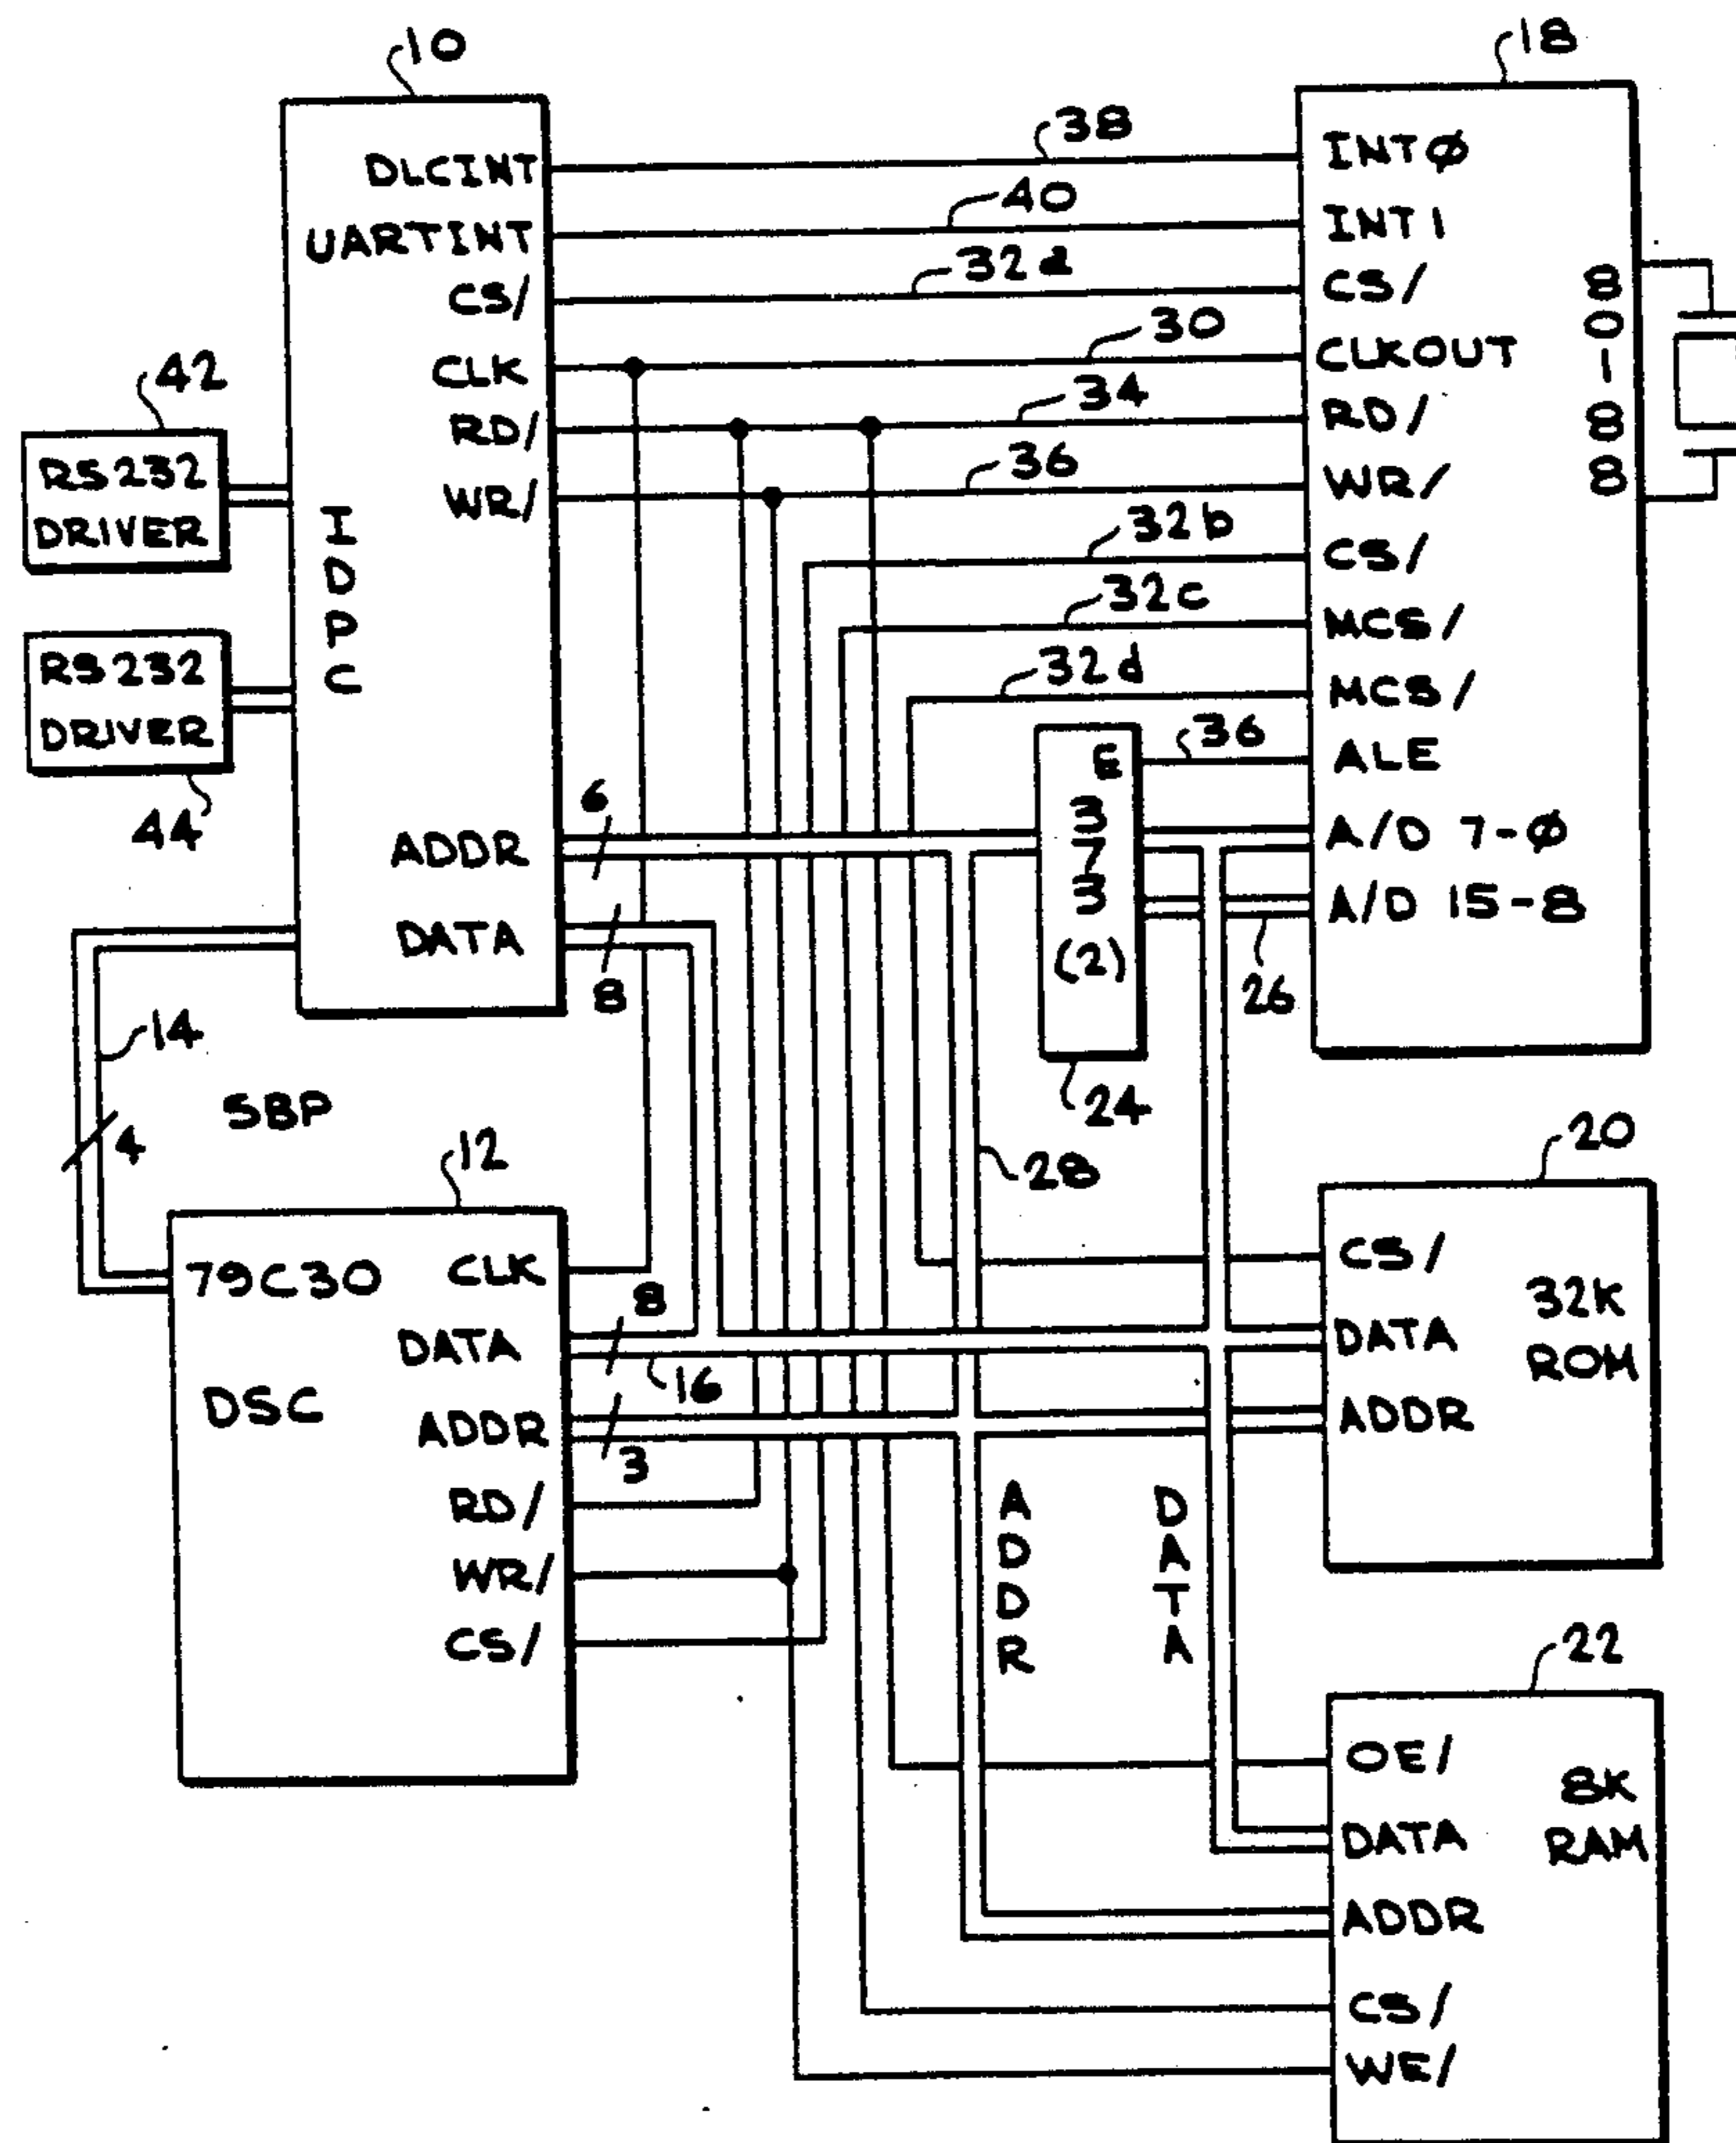 10
18
DLCINT
38
INTØ
UARTINT
40
INT1
CS/
32a
CS/
CLK
30
CLKOUT
RD/
34
RD/
WR/
36
WR/
80188
32b
CS/
32c
MCS/
32d
MCS/
36
ALE
42
RS232
DRIVER
IDPC
RS232
DRIVER
44
E
373
(2)
A/D 7-Ø
A/D 15-8
26
24
ADDR
6
DATA
8
14
4
SBP
28
12
79C30
DSC
CLK
DATA
8
16
ADDR
3
RD/
WR/
CS/
ADDR
DATA
20
CS/
32K
ROM
DATA
ADDR
22
OE/
8K
RAM
DATA
ADDR
CS/
WE/